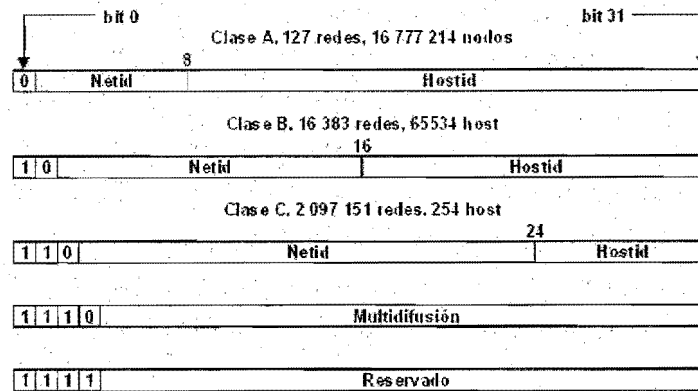 bit 0 bit 31
Clase A, 127 redes, 16 777 214 nodos
8
0 Netid Hostid
Clase B. 16 383 redes, 65534 host
16
1 0 Netid Hostid
Clase C. 2 097 151 redes. 254 host
24
1 1 0 Netid Hostid
1 1 1 0 Multidifusión
1 1 1 1 Reservado